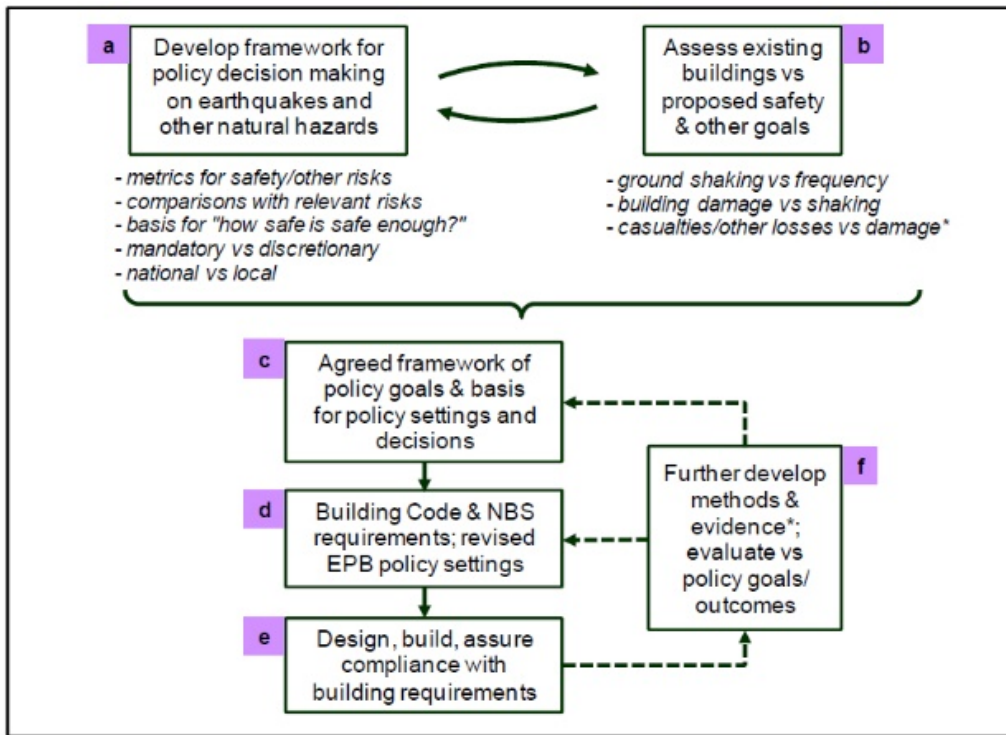 a
Develop framework for
policy decision making
on earthquakes and
other natural hazards
b
Assess existing
buildings vs
proposed safety
& other goals
- metrics for safety/other risks
- comparisons with relevant risks
- basis for "how safe is safe enough?"
- mandatory vs discretionary
- national vs local
- ground shaking vs frequency
- building damage vs shaking
- casualties/other losses vs damage*
c
Agreed framework of
policy goals & basis
for policy settings and
decisions
d
Building Code & NBS
requirements; revised
EPB policy settings
e
Design, build, assure
compliance with
building requirements
f
Further develop
methods &
evidence*;
evaluate vs
policy goals/
outcomes